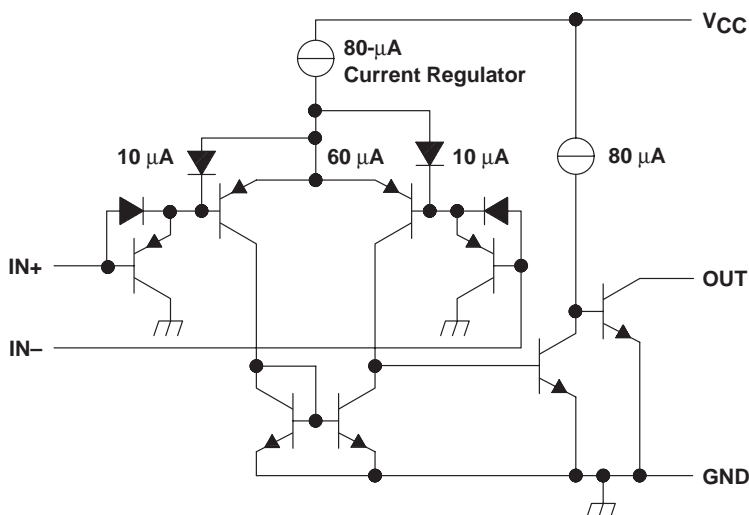 VCC
80-μA
Current Regulator
10 μA
60 μA
10 μA
80 μA
IN+
OUT
IN–
GND